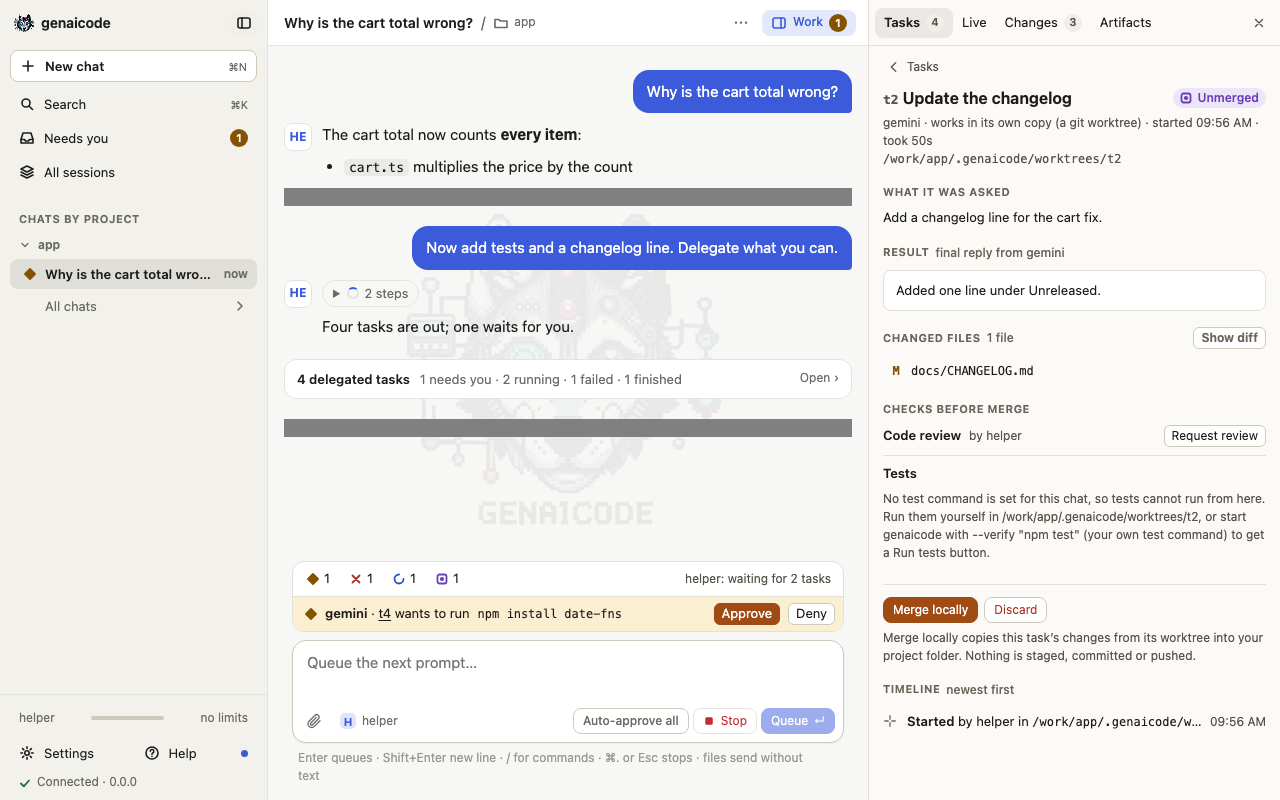 genaicode
New chat ⌘N
Search ⌘K
Needs you 1
All sessions
CHATS BY PROJECT
app
Why is the cart total wro... now
All chats
helper no limits
Settings Help
Connected · 0.0.0
Why is the cart total wrong? / app
··· Work 1
Why is the cart total wrong?
HE The cart total now counts every item:
• cart.ts multiplies the price by the count
Now add tests and a changelog line. Delegate what you can.
HE 2 steps
Four tasks are out; one waits for you.
4 delegated tasks 1 needs you · 2 running · 1 failed · 1 finished Open ›
GENAICODE
1 1 1 1 helper: waiting for 2 tasks
gemini · t4 wants to run npm install date-fns Approve Deny
Queue the next prompt...
H helper Auto-approve all Stop Queue
Enter queues · Shift+Enter new line · / for commands · ⌘. or Esc stops · files send without
text
Tasks 4 Live Changes 3 Artifacts
Tasks
t2 Update the changelog Unmerged
gemini · works in its own copy (a git worktree) · started 09:56 AM ·
took 50s
/work/app/.genaicode/worktrees/t2
WHAT IT WAS ASKED
Add a changelog line for the cart fix.
RESULT final reply from gemini
Added one line under Unreleased.
CHANGED FILES 1 file Show diff
M docs/CHANGELOG.md
CHECKS BEFORE MERGE
Code review by helper Request review
Tests
No test command is set for this chat, so tests cannot run from here.
Run them yourself in /work/app/.genaicode/worktrees/t2, or start
genaicode with --verify "npm test" (your own test command) to get
a Run tests button.
Merge locally Discard
Merge locally copies this task's changes from its worktree into your
project folder. Nothing is staged, committed or pushed.
TIMELINE newest first
Started by helper in /work/app/.genaicode/w... 09:56 AM